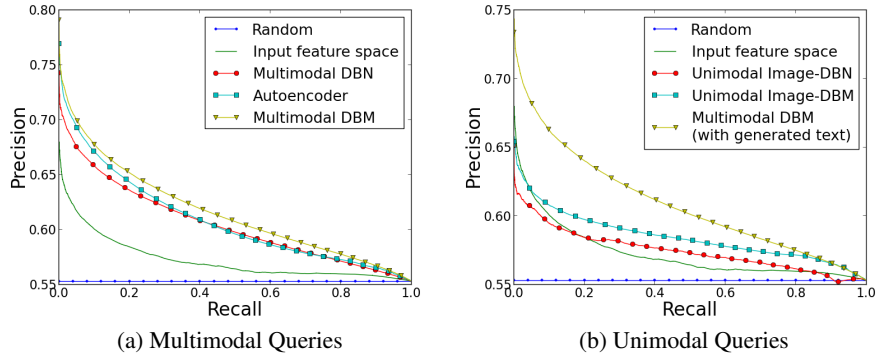 0.80
0.75
0.70
0.65
0.60
0.55
0.0
0.2
0.4
0.6
0.8
1.0
Precision
Recall
Random
Input feature space
Multimodal DBN
Autoencoder
Multimodal DBM
(a) Multimodal Queries
0.75
0.70
0.65
0.60
0.55
0.0
0.2
0.4
0.6
0.8
1.0
Precision
Recall
Random
Input feature space
Unimodal Image-DBN
Unimodal Image-DBM
Multimodal DBM
(with generated text)
(b) Unimodal Queries